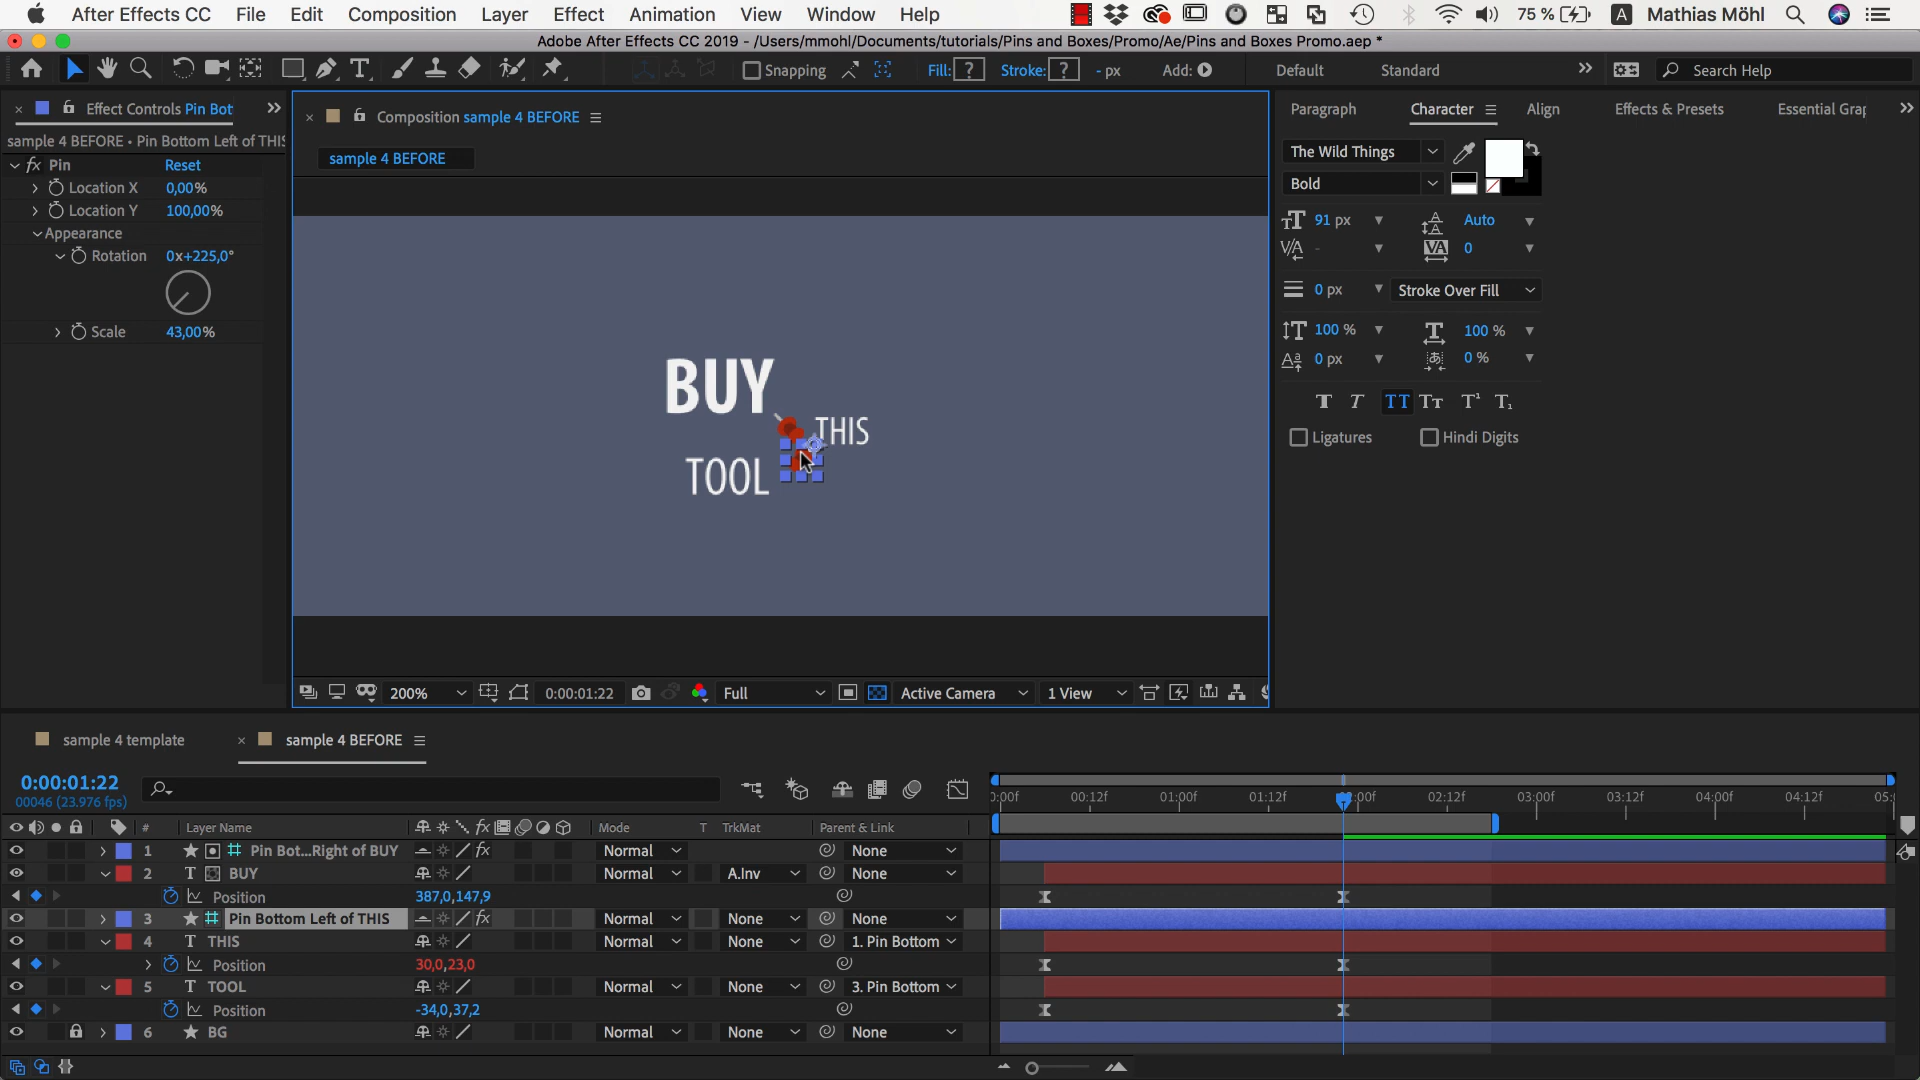 After Effects CC File Edit Composition Layer Effect Animation View Window Help 75 % A Mathias Möhl
Adobe After Effects CC 2019 - /Users/mmohl/Documents/tutorials/Pins and Boxes/Promo/Ae/Pins and Boxes Promo.aep *
Snapping Fill: ? Stroke: ? - px Add: Default Standard Search Help
Effect Controls Pin Bot
Composition sample 4 BEFORE
Paragraph Character Align Effects & Presets Essential Grap
sample 4 BEFORE • Pin Bottom Left of THIS
sample 4 BEFORE
fx Pin Reset
Location X 0,00%
Location Y 100,00%
Appearance
Rotation 0x+225,0°
Scale 43,00%
The Wild Things
Bold
91 px Auto
- 0
0 px Stroke Over Fill
100 % 100 %
0 px 0 %
T T TT Tт T¹ T₁
Ligatures Hindi Digits
BUY
THIS
TOOL
200% 0:00:01:22 Full Active Camera 1 View
sample 4 template sample 4 BEFORE
0:00:01:22
00046 (23.976 fps)
0:00f 00:12f 01:00f 01:12f 2:00f 02:12f 03:00f 03:12f 04:00f 04:12f 05:
# Layer Name fx Mode T TrkMat Parent & Link
1 Pin Bot...Right of BUY fx Normal None
2 T BUY Normal A.Inv None
Position 387,0,147,9
3 Pin Bottom Left of THIS fx Normal None None
4 T THIS Normal None 1. Pin Bottom
Position 30,0,23,0
5 T TOOL Normal None 3. Pin Bottom
Position -34,0,37,2
6 BG Normal None None